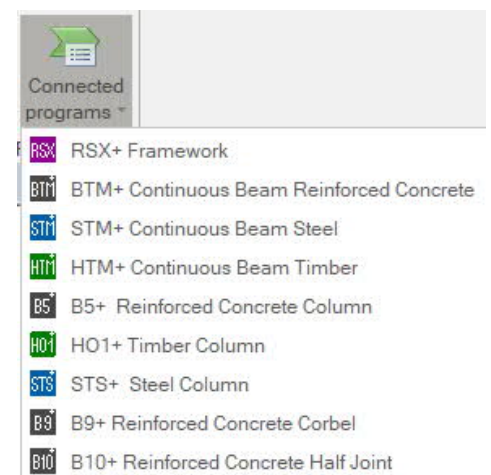 Connected
programs
RSX RSX+ Framework
BTM+ BTM+ Continuous Beam Reinforced Concrete
STM+ STM+ Continuous Beam Steel
HTM+ HTM+ Continuous Beam Timber
B5+ B5+ Reinforced Concrete Column
HO1+ HO1+ Timber Column
STS+ STS+ Steel Column
B9+ B9+ Reinforced Concrete Corbel
B10+ B10+ Reinforced Concrete Half Joint